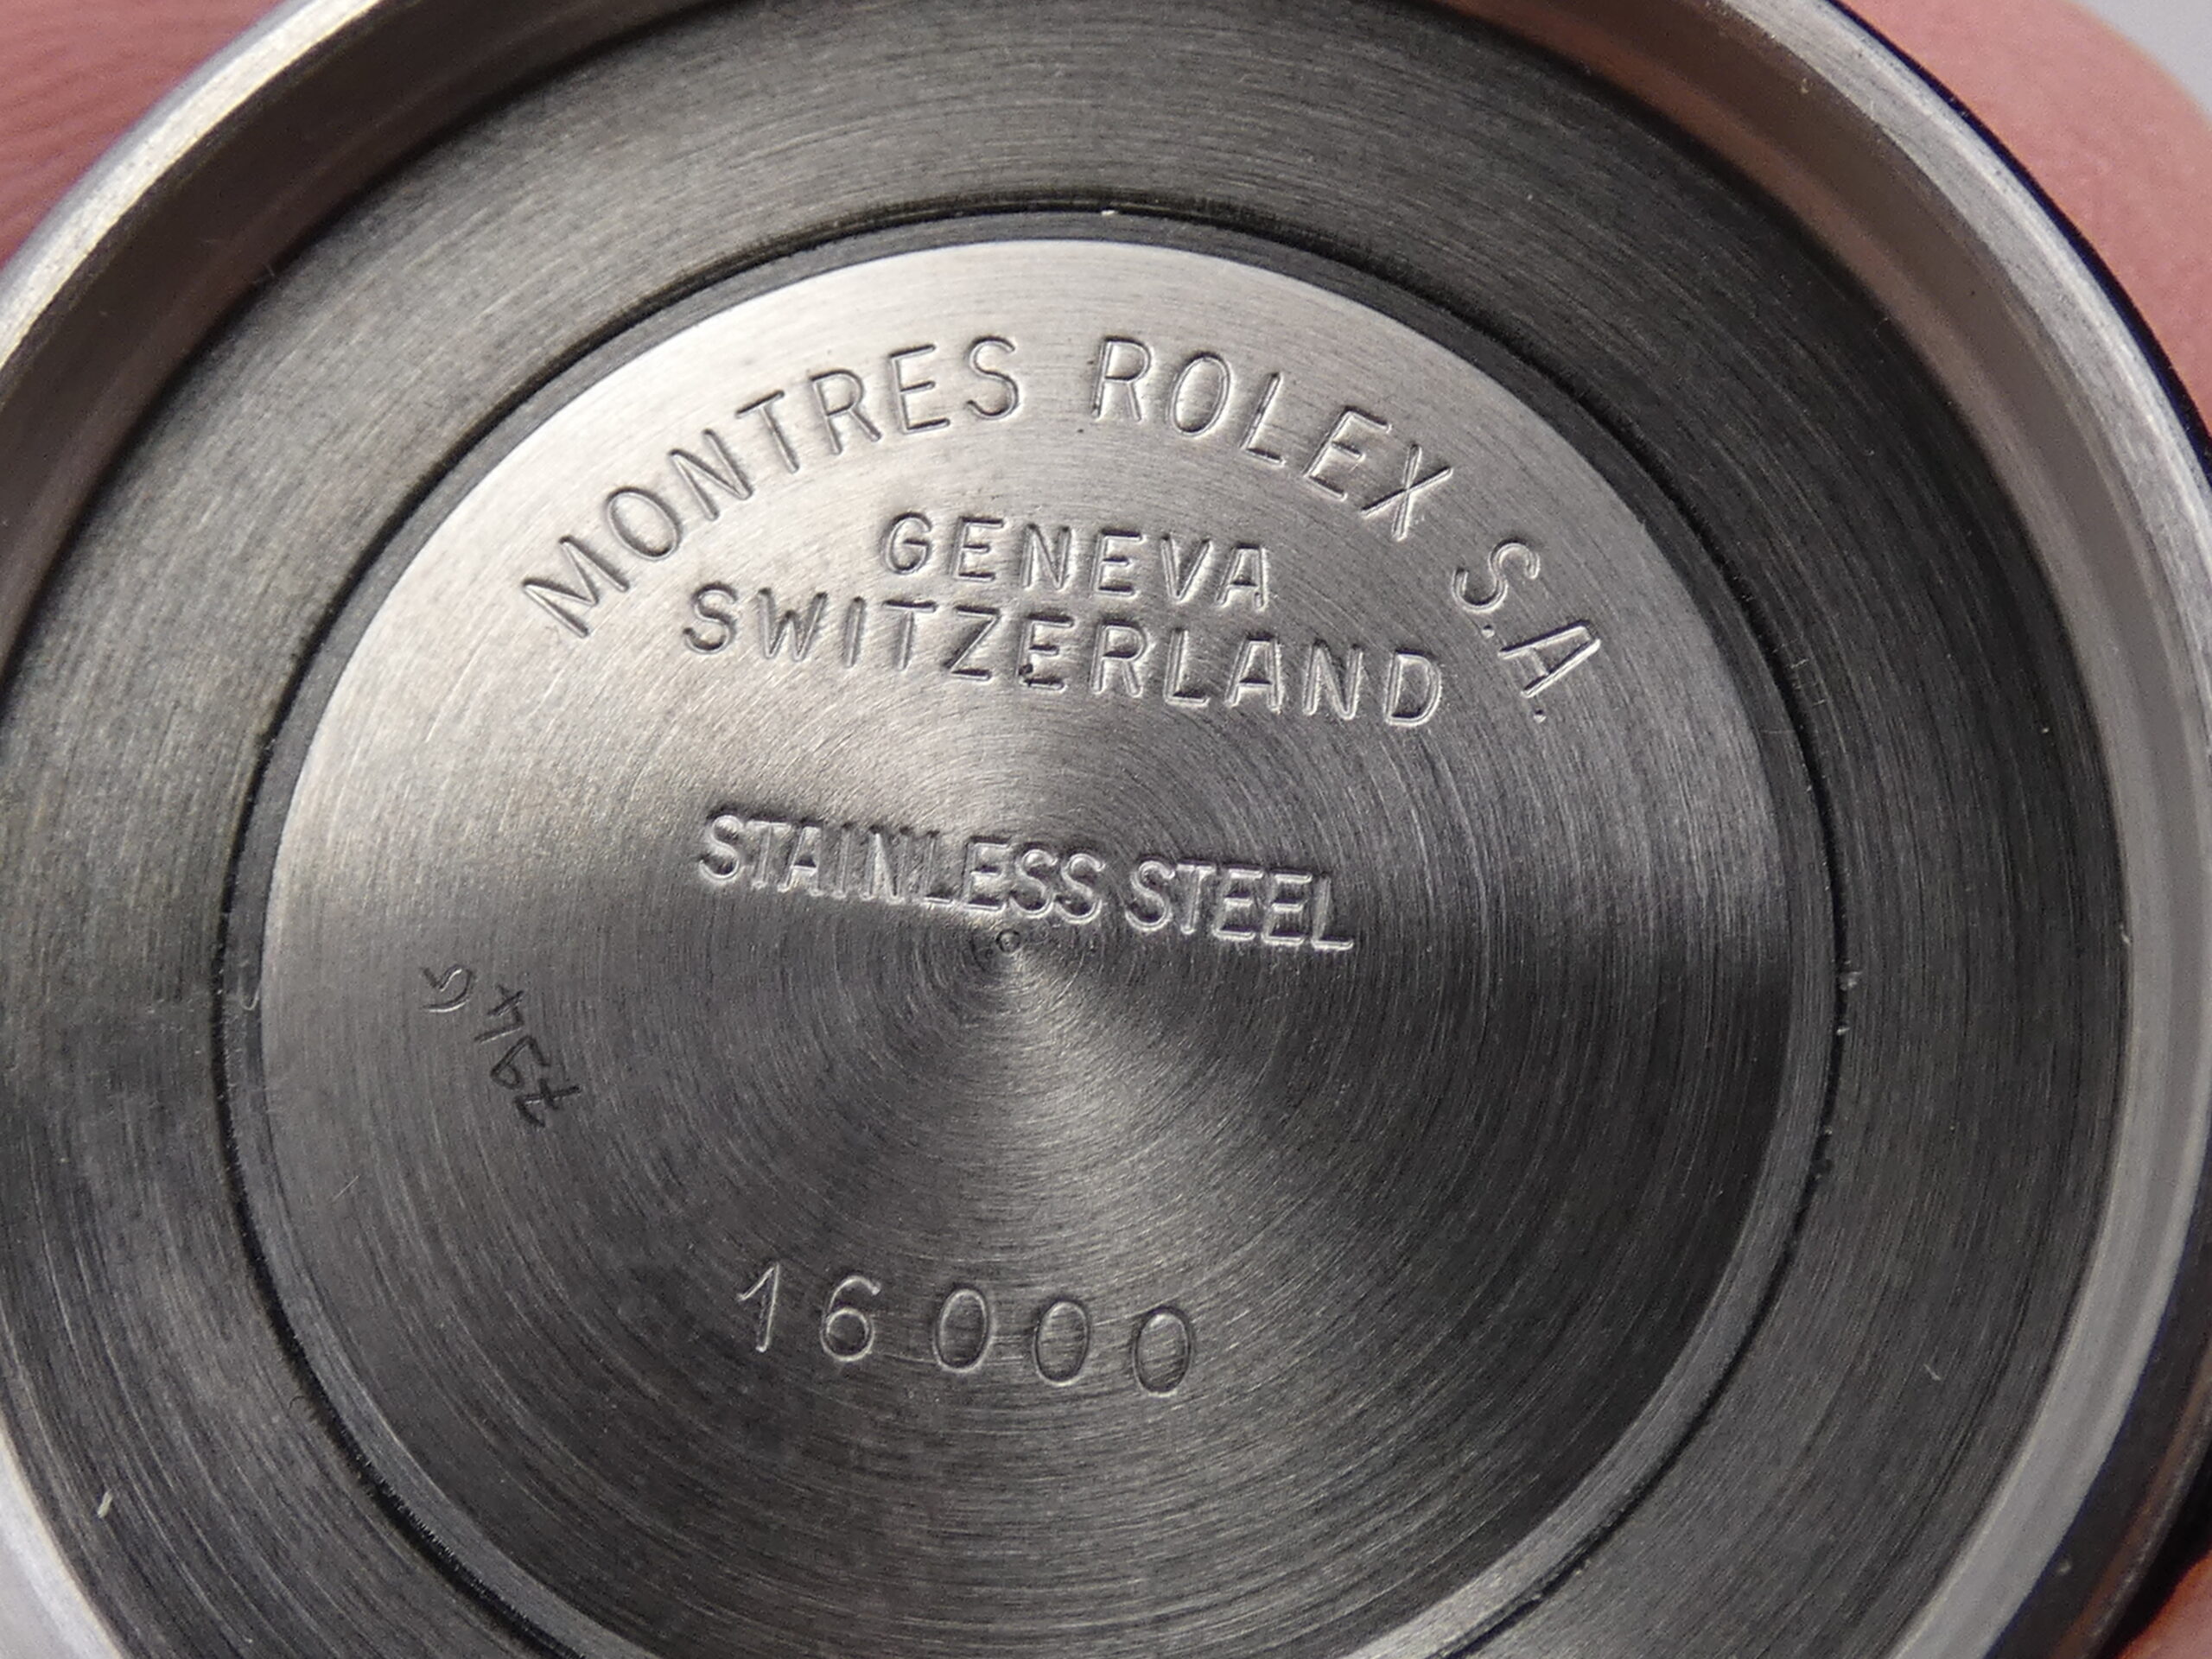 MONTRES ROLEX S.A.
GENEVA
SWITZERLAND
STAINLESS STEEL
16000